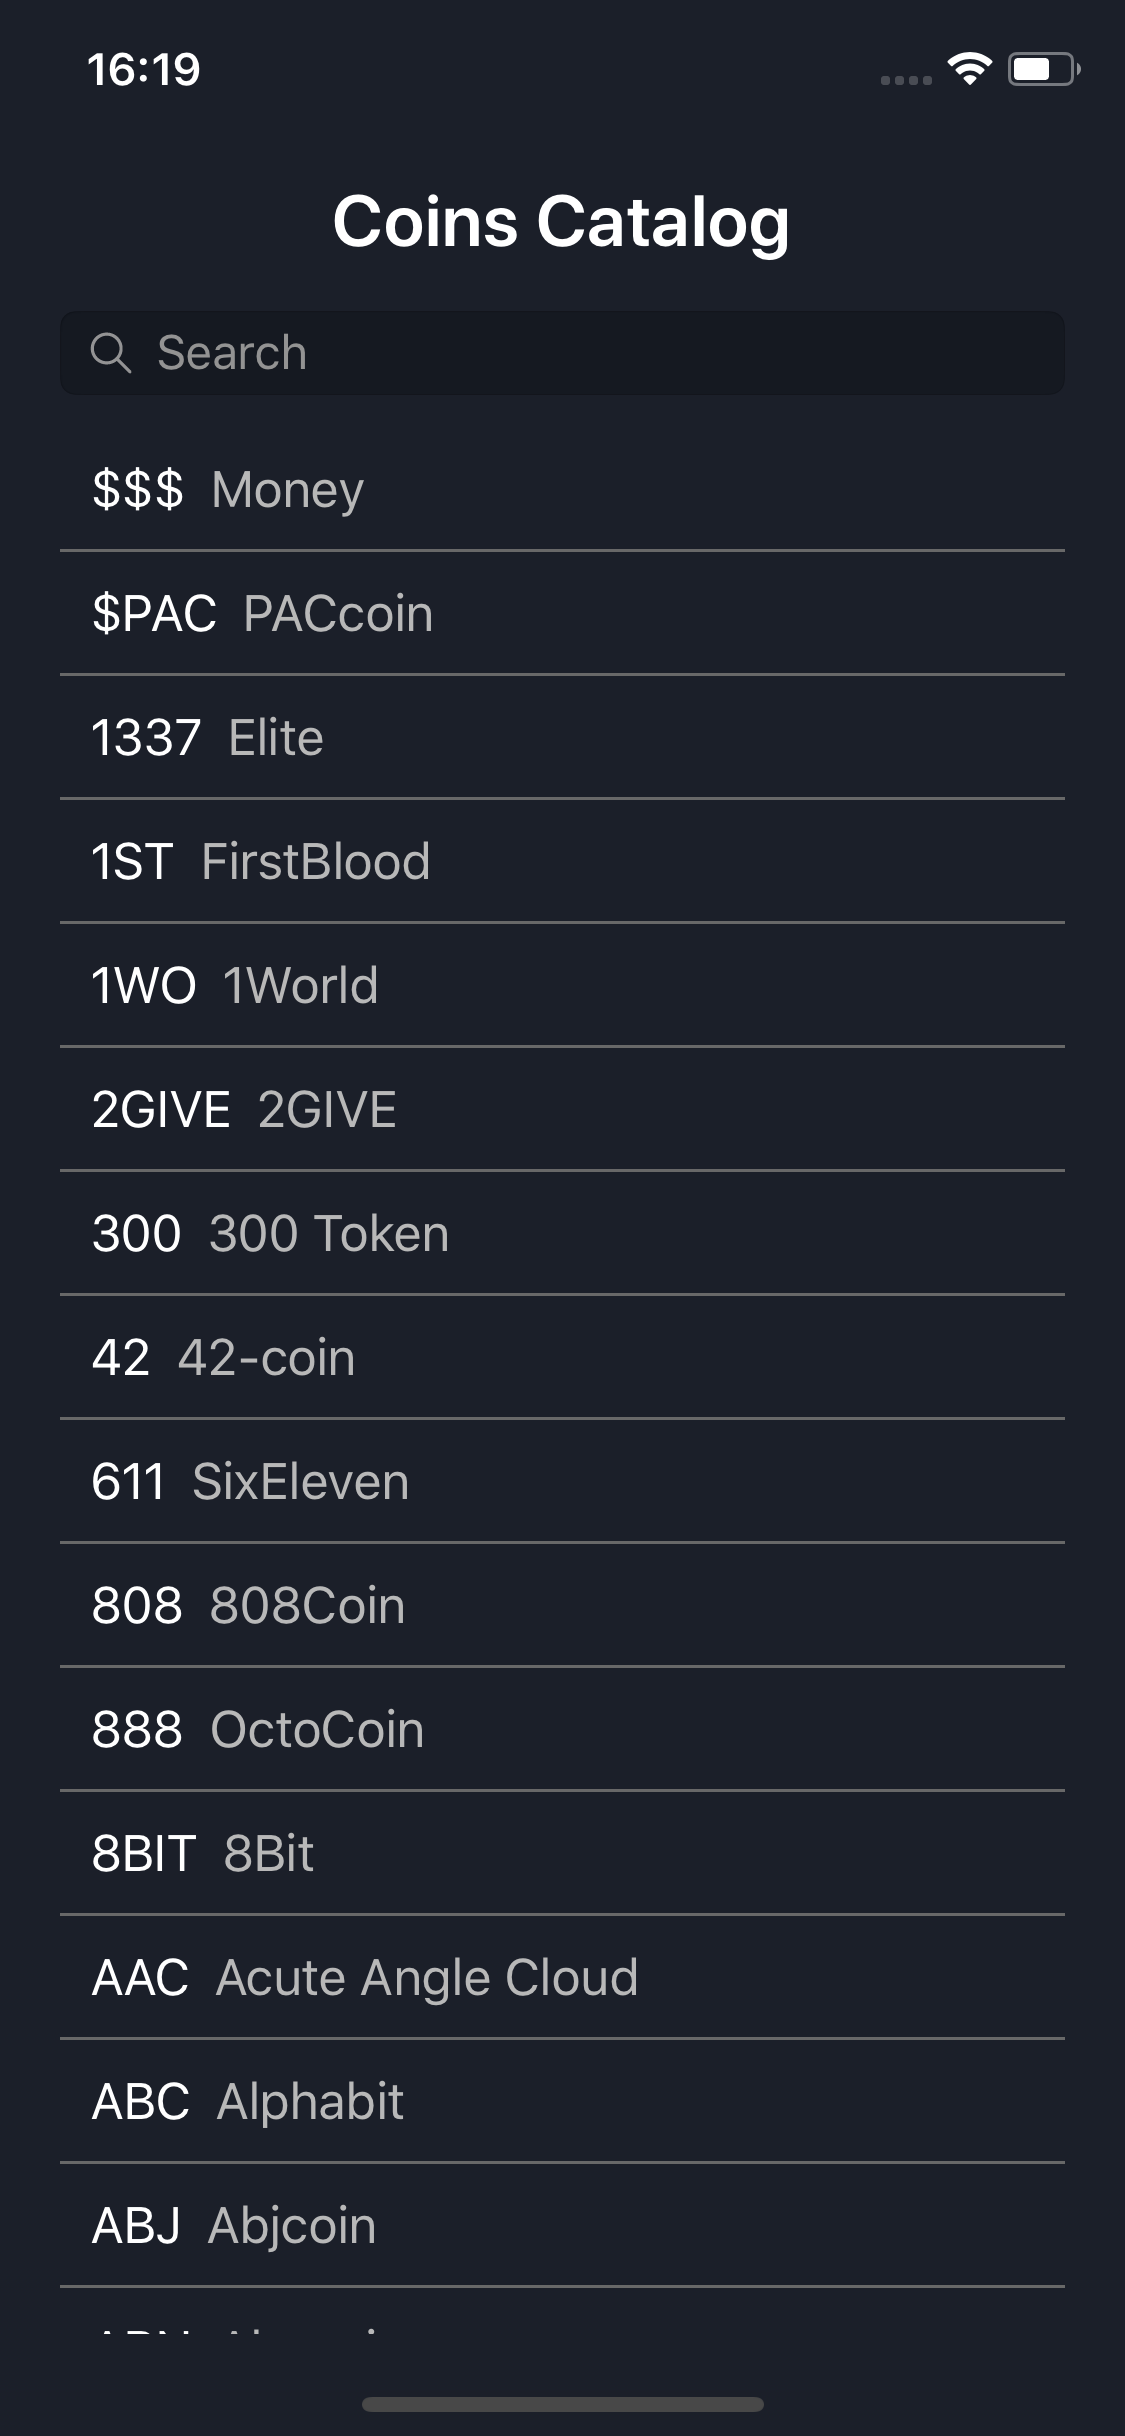 16:19
Coins Catalog
Search
$$$ Money
$PAC PACcoin
1337 Elite
1ST FirstBlood
1WO 1World
2GIVE 2GIVE
300 300 Token
42 42-coin
611 SixEleven
808 808Coin
888 OctoCoin
8BIT 8Bit
AAC Acute Angle Cloud
ABC Alphabit
ABJ Abjcoin